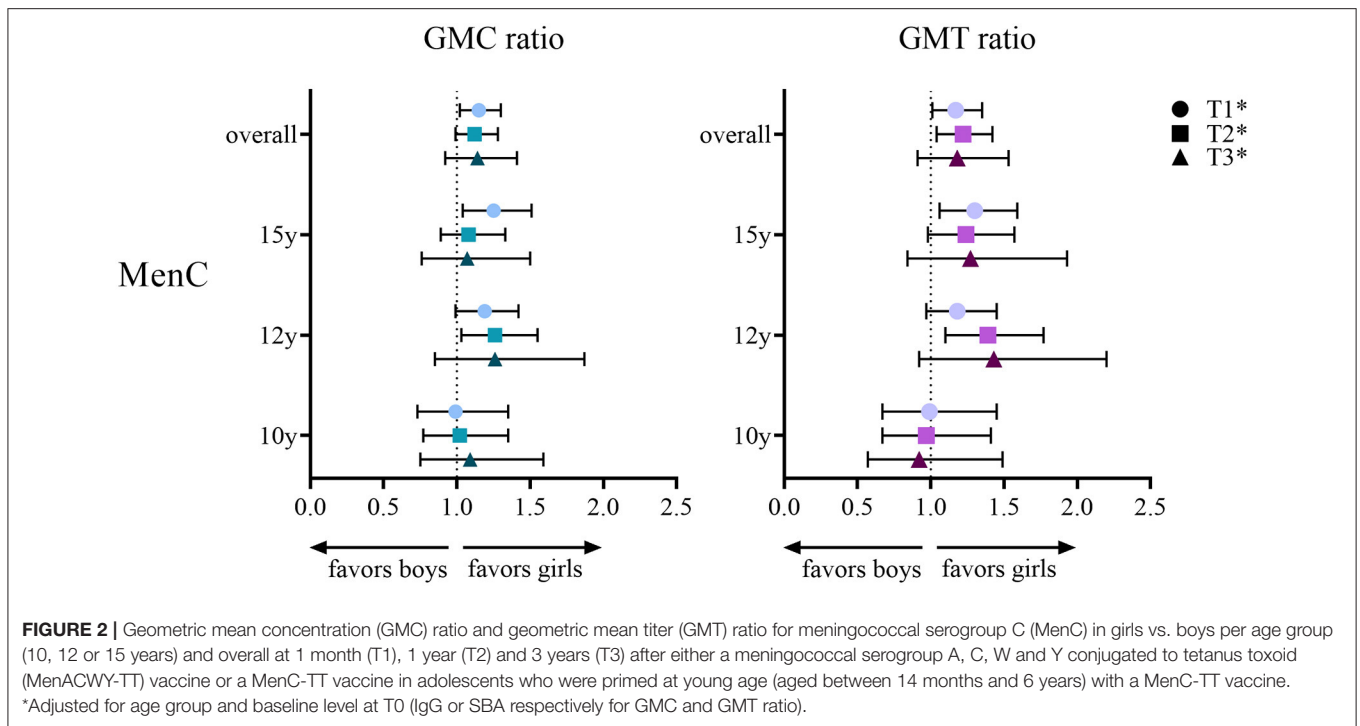 GMC ratio
GMT ratio
T1*
T2*
T3*
MenC
overall
15y
12y
10y
0.0 0.5 1.0 1.5 2.0 2.5
favors boys favors girls
overall
15y
12y
10y
0.0 0.5 1.0 1.5 2.0 2.5
favors boys favors girls
FIGURE 2 | Geometric mean concentration (GMC) ratio and geometric mean titer (GMT) ratio for meningococcal serogroup C (MenC) in girls vs. boys per age group
(10, 12 or 15 years) and overall at 1 month (T1), 1 year (T2) and 3 years (T3) after either a meningococcal serogroup A, C, W and Y conjugated to tetanus toxoid
(MenACWY-TT) vaccine or a MenC-TT vaccine in adolescents who were primed at young age (aged between 14 months and 6 years) with a MenC-TT vaccine.
*Adjusted for age group and baseline level at T0 (IgG or SBA respectively for GMC and GMT ratio).